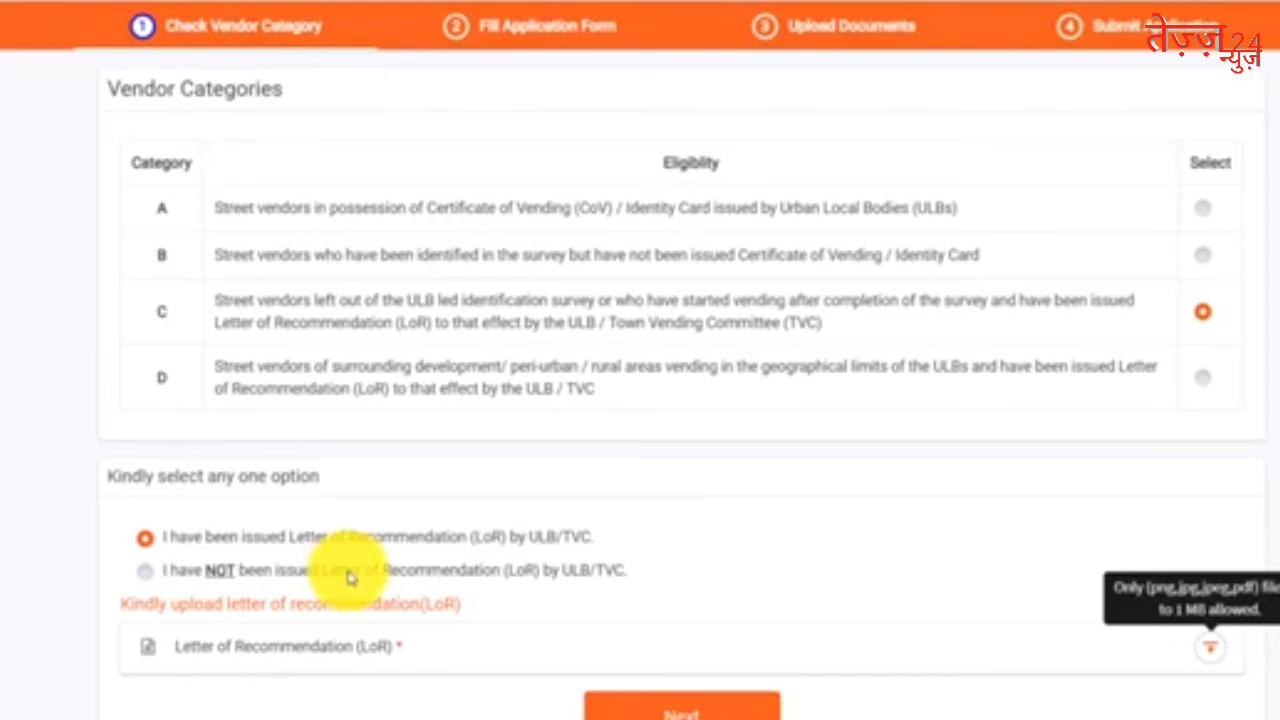 1 Check Vendor Category 2 Fill Application Form 3 Upload Documents 4 Submit
तेज़्ज़ 24
न्युज़
Vendor Categories
Category Eligiblity Select
A Street vendors in possession of Certificate of Vending (CoV) / Identity Card issued by Urban Local Bodies (ULBs)
B Street vendors who have been identified in the survey but have not been issued Certificate of Vending / Identity Card
C Street vendors left out of the ULB led identification survey or who have started vending after completion of the survey and have been issued
Letter of Recommendation (LoR) to that effect by the ULB / Town Vending Committee (TVC)
D Street vendors of surrounding development/ peri-urban / rural areas vending in the geographical limits of the ULBs and have been issued Letter
of Recommendation (LoR) to that effect by the ULB / TVC
Kindly select any one option
I have been issued Letter of Recommendation (LoR) by ULB/TVC.
I have NOT been issued Letter of Recommendation (LoR) by ULB/TVC.
Kindly upload letter of recommendation(LoR)
Only (png,jpg,jpeg,pdf) file
to 1 MB allowed.
Letter of Recommendation (LoR) *
Next